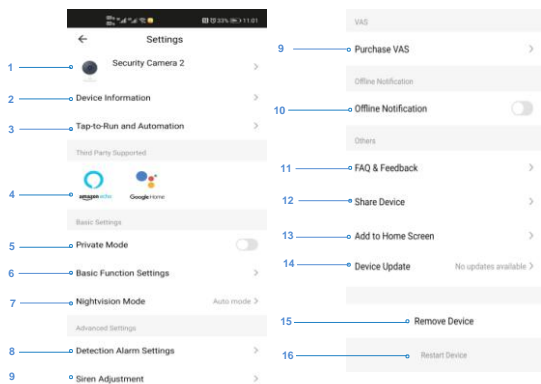 33% 11:01
Settings
1 Security Camera 2
2 Device Information
3 Tap-to-Run and Automation
Third Party Supported
4 amazon echo Google Home
Basic Settings
5 Private Mode
6 Basic Function Settings
7 Nightvision Mode Auto mode
Advanced Settings
8 Detection Alarm Settings
9 Siren Adjustment
VAS
9 Purchase VAS
Offline Notification
10 Offline Notification
Others
11 FAQ & Feedback
12 Share Device
13 Add to Home Screen
14 Device Update No updates available
15 Remove Device
16 Restart Device